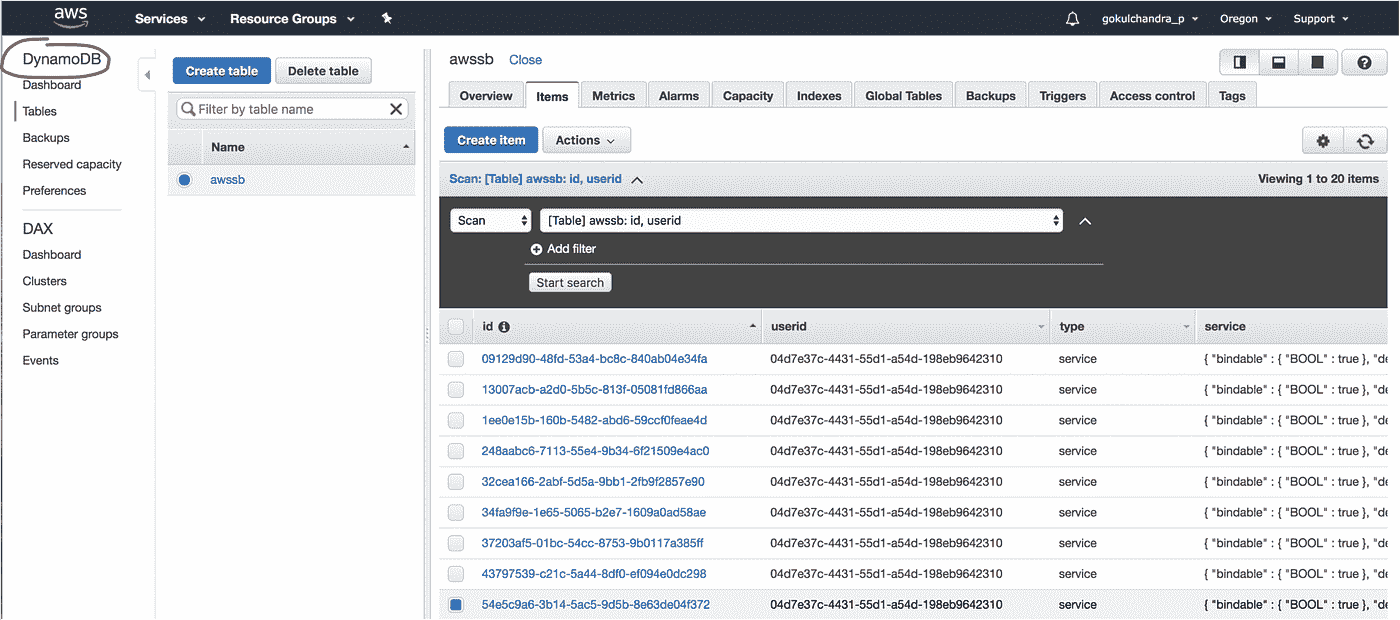 aws Services Resource Groups gokulchandra_p Oregon Support
DynamoDB
Dashboard
Tables
Backups
Reserved capacity
Preferences
DAX
Dashboard
Clusters
Subnet groups
Parameter groups
Events
Create table Delete table
Filter by table name
Name
awssb
awssb Close
Overview Items Metrics Alarms Capacity Indexes Global Tables Backups Triggers Access control Tags
Create item Actions
Scan: [Table] awssb: id, userid Viewing 1 to 20 items
Scan [Table] awssb: id, userid
Add filter
Start search
id userid type service
09129d90-48fd-53a4-bc8c-840ab04e34fa 04d7e37c-4431-55d1-a54d-198eb9642310 service { "bindable" : { "BOOL" : true }, "de
13007acb-a2d0-5b5c-813f-05081fd866aa 04d7e37c-4431-55d1-a54d-198eb9642310 service { "bindable" : { "BOOL" : true }, "de
1ee0e15b-160b-5482-abd6-59ccf0feae4d 04d7e37c-4431-55d1-a54d-198eb9642310 service { "bindable" : { "BOOL" : true }, "de
248aabc6-7113-55e4-9b34-6f21509e4ac0 04d7e37c-4431-55d1-a54d-198eb9642310 service { "bindable" : { "BOOL" : true }, "de
32cea166-2abf-5d5a-9bb1-2fb9f2857e90 04d7e37c-4431-55d1-a54d-198eb9642310 service { "bindable" : { "BOOL" : true }, "de
34fa9f9e-1e65-5065-b2e7-1609a0ad58ae 04d7e37c-4431-55d1-a54d-198eb9642310 service { "bindable" : { "BOOL" : true }, "de
37203af5-01bc-54cc-8753-9b0117a385ff 04d7e37c-4431-55d1-a54d-198eb9642310 service { "bindable" : { "BOOL" : true }, "de
43797539-c21c-5a44-8df0-ef094e0dc298 04d7e37c-4431-55d1-a54d-198eb9642310 service { "bindable" : { "BOOL" : true }, "de
54e5c9a6-3b14-5ac5-9d5b-8e63de04f372 04d7e37c-4431-55d1-a54d-198eb9642310 service { "bindable" : { "BOOL" : true }, "de